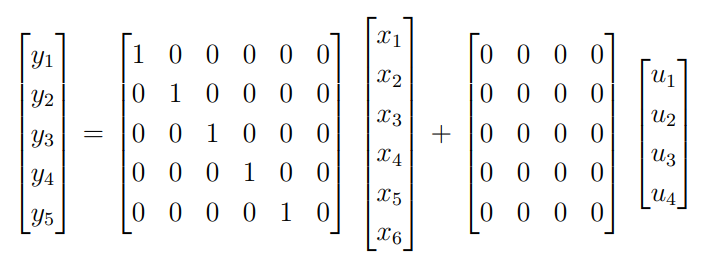 \begin{bmatrix} y_1 \\ y_2 \\ y_3 \\ y_4 \\ y_5 \end{bmatrix} = \begin{bmatrix} 1 & 0 & 0 & 0 & 0 & 0 \\ 0 & 1 & 0 & 0 & 0 & 0 \\ 0 & 0 & 1 & 0 & 0 & 0 \\ 0 & 0 & 0 & 1 & 0 & 0 \\ 0 & 0 & 0 & 0 & 1 & 0 \end{bmatrix} \begin{bmatrix} x_1 \\ x_2 \\ x_3 \\ x_4 \\ x_5 \\ x_6 \end{bmatrix} + \begin{bmatrix} 0 & 0 & 0 & 0 \\ 0 & 0 & 0 & 0 \\ 0 & 0 & 0 & 0 \\ 0 & 0 & 0 & 0 \\ 0 & 0 & 0 & 0 \end{bmatrix} \begin{bmatrix} u_1 \\ u_2 \\ u_3 \\ u_4 \end{bmatrix}